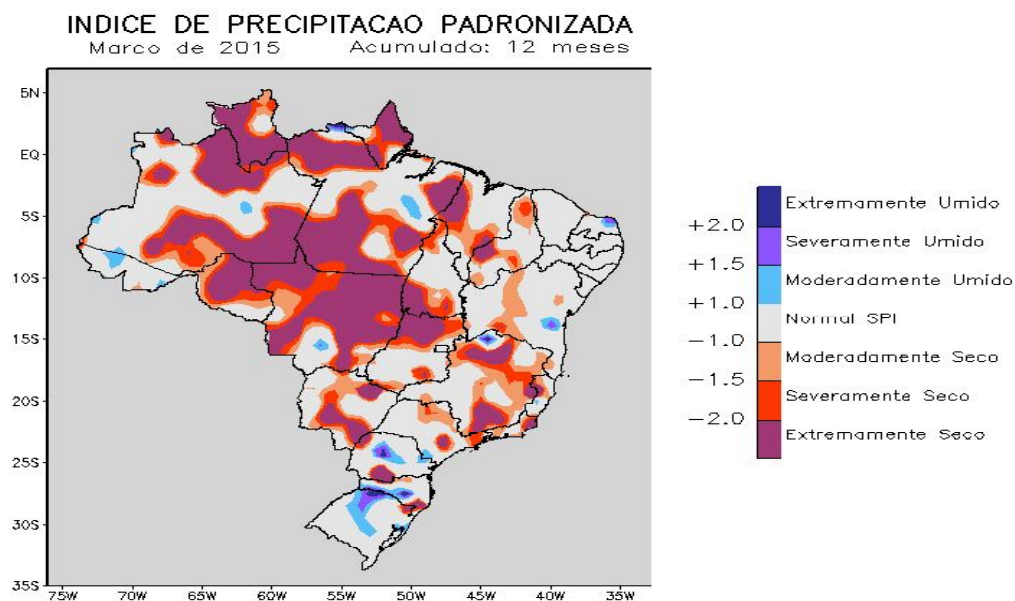 INDICE DE PRECIPITACAO PADRONIZADA
Marco de 2015 Acumulado: 12 meses
5N
EQ
5S
10S
15S
20S
25S
30S
35S
75W 70W 65W 60W 55W 50W 45W 40W 35W
Extremamente Umido
+2.0
Severamente Umido
+1.5
Moderadamente Umido
+1.0
Normal SPI
−1.0
Moderadamente Seco
−1.5
Severamente Seco
−2.0
Extremamente Seco